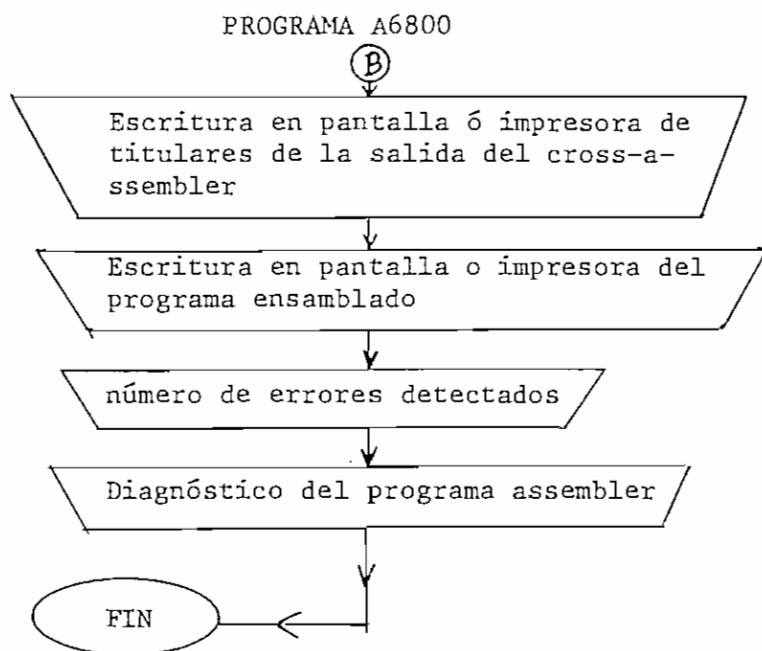 PROGRAMA A6800
B
Escritura en pantalla ó impresora de
titulares de la salida del cross-a-
ssembler
Escritura en pantalla o impresora del
programa ensamblado
número de errores detectados
Diagnóstico del programa assembler
FIN